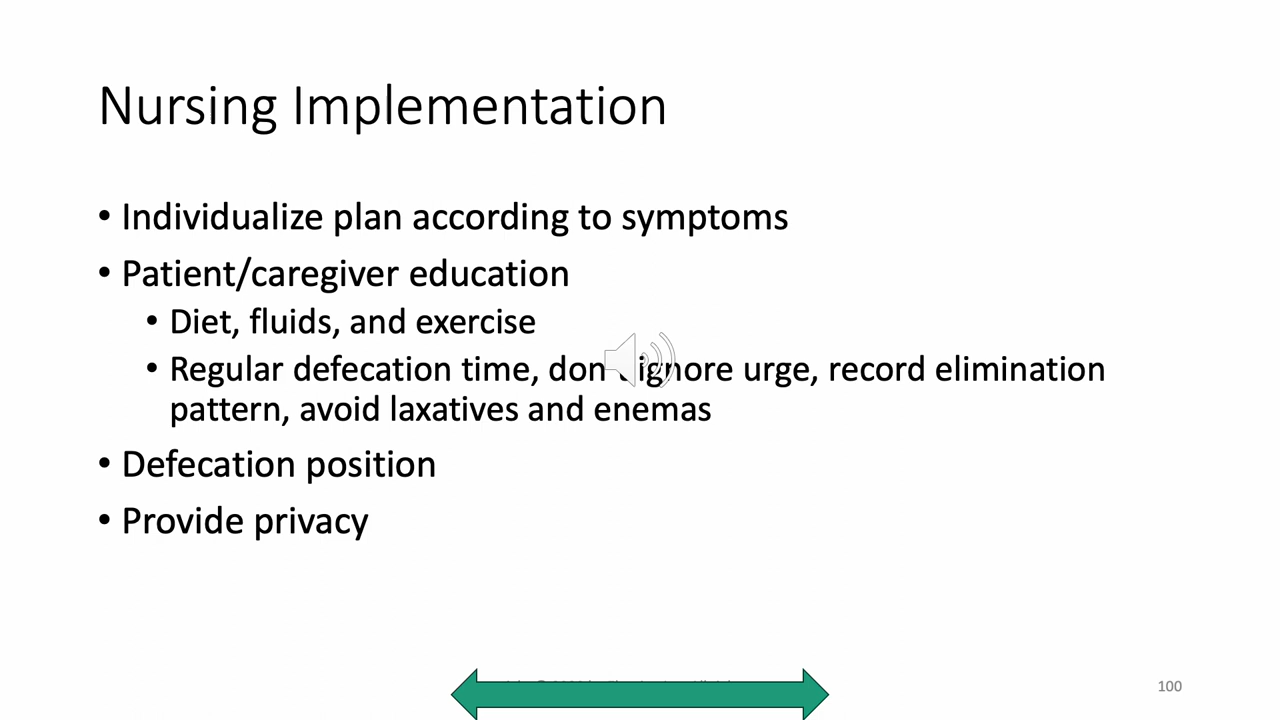 Nursing Implementation
• Individualize plan according to symptoms
• Patient/caregiver education
• Diet, fluids, and exercise
• Regular defecation time, don't ignore urge, record elimination
pattern, avoid laxatives and enemas
• Defecation position
• Provide privacy
100